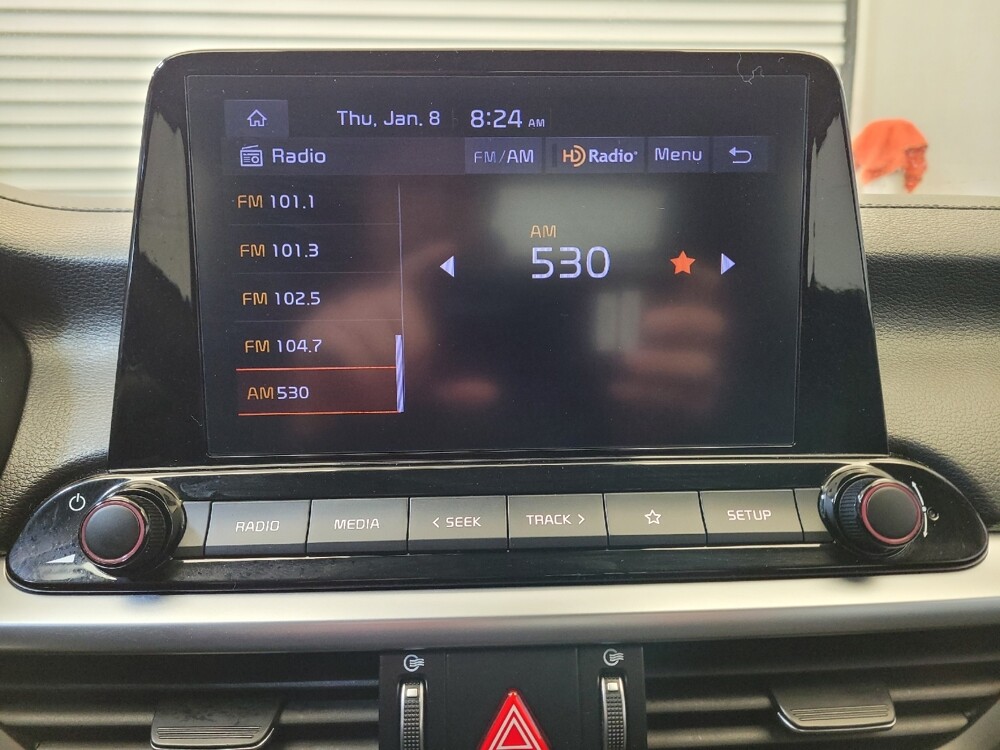 Thu, Jan. 8 8:24 AM
Radio FM/AM HD Radio® Menu
FM 101.1
FM 101.3
FM 102.5
FM 104.7
AM 530
AM
530
RADIO MEDIA < SEEK TRACK > SETUP